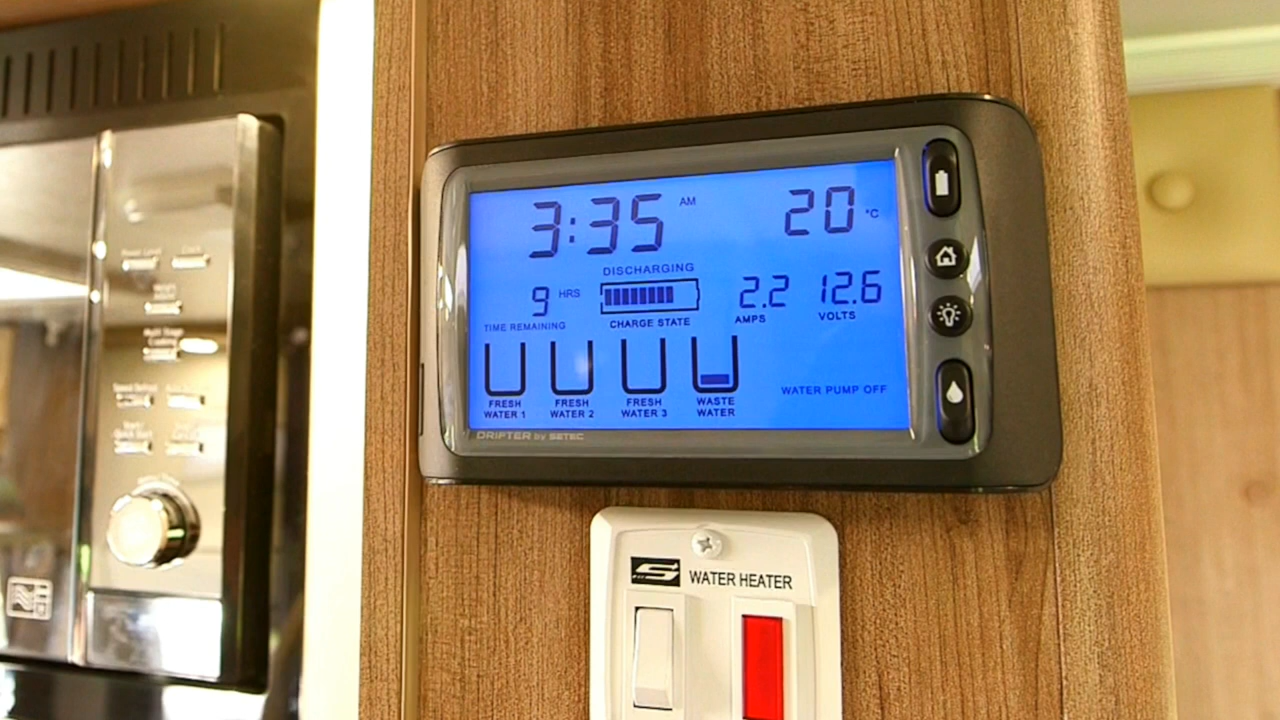 3:35 AM 20 °C
DISCHARGING
9 HRS 2.2 12.6
TIME REMAINING CHARGE STATE AMPS VOLTS
FRESH WATER 1
FRESH WATER 2
FRESH WATER 3
WASTE WATER
WATER PUMP OFF
DRIFTER by SETEC
WATER HEATER